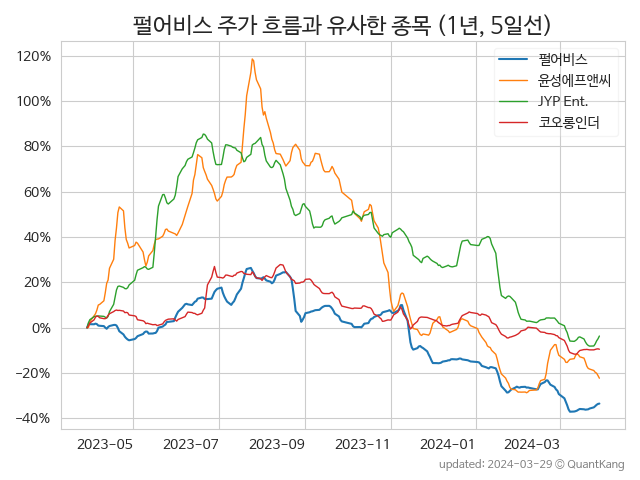 펄어비스 주가 흐름과 유사한 종목 (1년, 5일선)
120%
100%
80%
60%
40%
20%
0%
−20%
−40%
펄어비스
윤성에프앤씨
JYP Ent.
코오롱인더
2023-05 2023-07 2023-09 2023-11 2024-01 2024-03
updated: 2024-03-29 © QuantKang